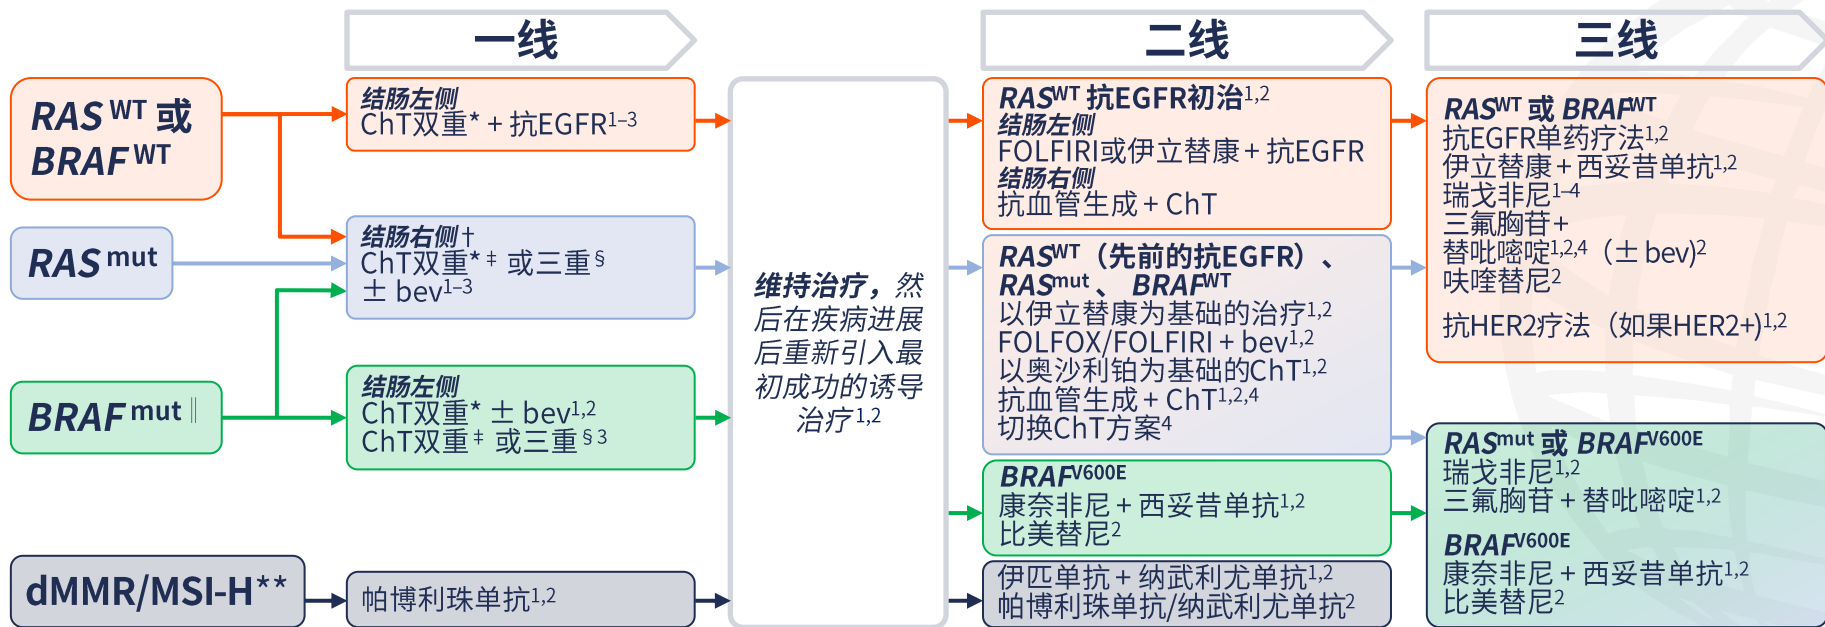 一线
二线
三线
RAS WT 或
BRAF WT
RAS mut
BRAF mut ||
dMMR/MSI-H**
结肠左侧
ChT双重* + 抗EGFR1–3
结肠右侧†
ChT双重*‡ 或三重§
± bev1–3
结肠左侧
ChT双重* ± bev1,2
ChT双重‡ 或三重§ 3
帕博利珠单抗1,2
维持治疗，然
后在疾病进展
后重新引入最
初成功的诱导
治疗1,2
RASWT 抗EGFR初治1,2
结肠左侧
FOLFIRI或伊立替康 + 抗EGFR
结肠右侧
抗血管生成 + ChT
RASWT（先前的抗EGFR）、
RASmut 、 BRAFWT
以伊立替康为基础的治疗1,2
FOLFOX/FOLFIRI + bev1,2
以奥沙利铂为基础的ChT1,2
抗血管生成 + ChT1,2,4
切换ChT方案4
BRAFV600E
康奈非尼 + 西妥昔单抗1,2
比美替尼2
伊匹单抗 + 纳武利尤单抗1,2
帕博利珠单抗/纳武利尤单抗2
RASWT 或 BRAFWT
抗EGFR单药疗法1,2
伊立替康 + 西妥昔单抗1,2
瑞戈非尼1–4
三氟胸苷 +
替吡嘧啶1,2,4（± bev)2
呋喹替尼2
抗HER2疗法 （如果HER2+)1,2
RASmut 或 BRAFV600E
瑞戈非尼1,2
三氟胸苷 + 替吡嘧啶1,2
BRAFV600E
康奈非尼 + 西妥昔单抗1,2
比美替尼2